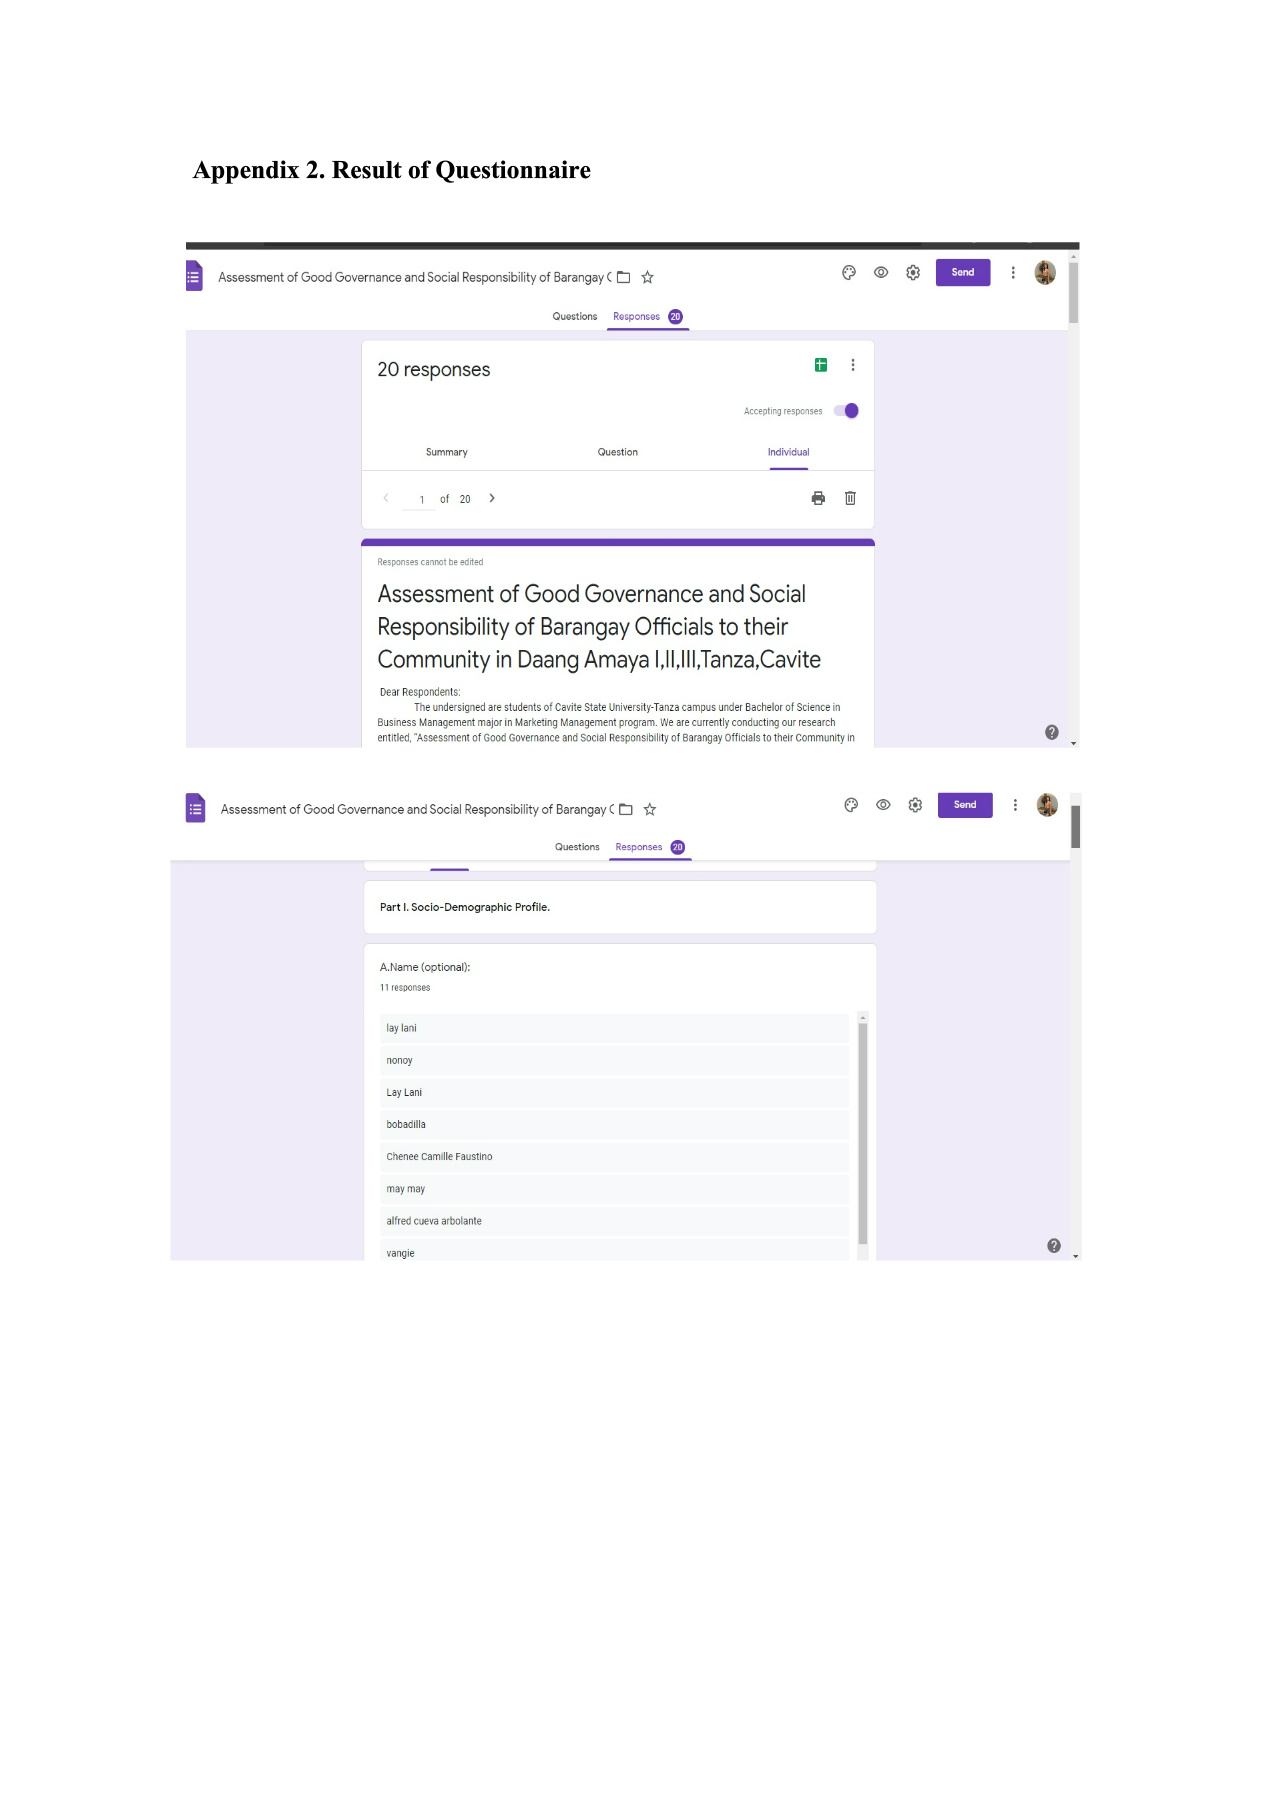 Appendix 2. Result of Questionnaire
Assessment of Good Governance and Social Responsibility of Barangay
Send
Questions Responses 20
20 responses
Accepting responses
Summary Question Individual
1 of 20
Responses cannot be edited
Assessment of Good Governance and Social
Responsibility of Barangay Officials to their
Community in Daang Amaya I,II,III,Tanza,Cavite
Dear Respondents:
The undersigned are students of Cavite State University-Tanza campus under Bachelor of Science in
Business Management major in Marketing Management program. We are currently conducting our research
entitled, "Assessment of Good Governance and Social Responsibility of Barangay Officials to their Community in
Assessment of Good Governance and Social Responsibility of Barangay
Send
Questions Responses 20
Part I. Socio-Demographic Profile.
A.Name (optional):
11 responses
lay lani
nonoy
Lay Lani
bobadilla
Chenee Camille Faustino
may may
alfred cueva arbolante
vangie